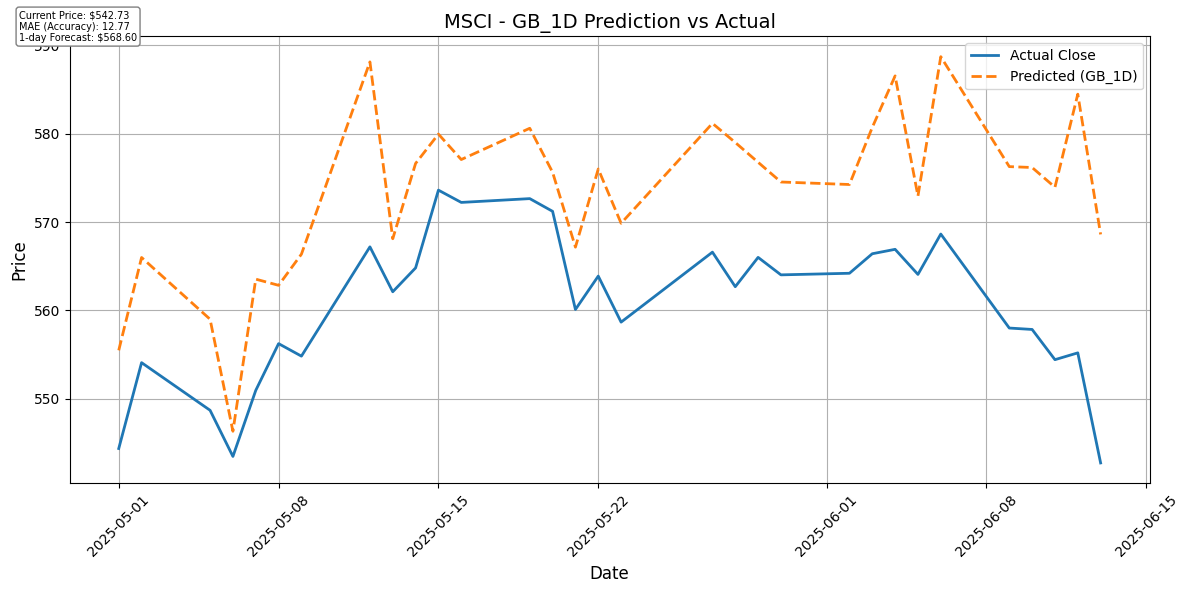 MSCI - GB_1D Prediction vs Actual
Current Price: $542.73
MAE (Accuracy): 12.77
1-day Forecast: $568.60
Actual Close
Predicted (GB_1D)
Price
590
580
570
560
550
2025-05-01
2025-05-08
2025-05-15
2025-05-22
2025-06-01
2025-06-08
2025-06-15
Date